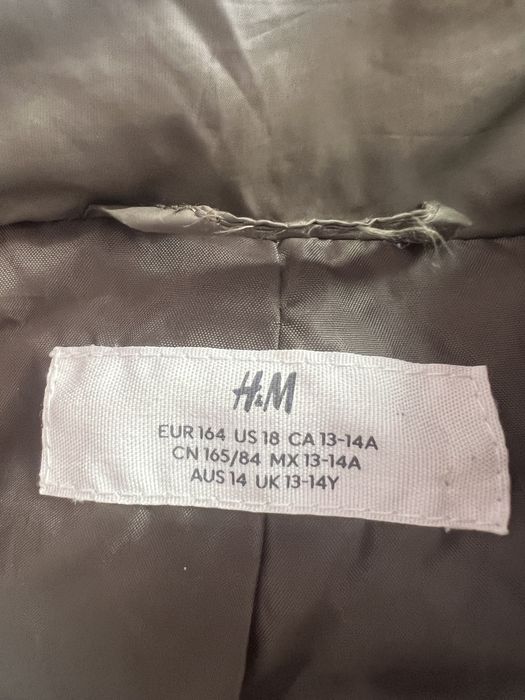 H&M
EUR 164 US 18 CA 13-14A
CN 165/84 MX 13-14A
AUS 14 UK 13-14Y